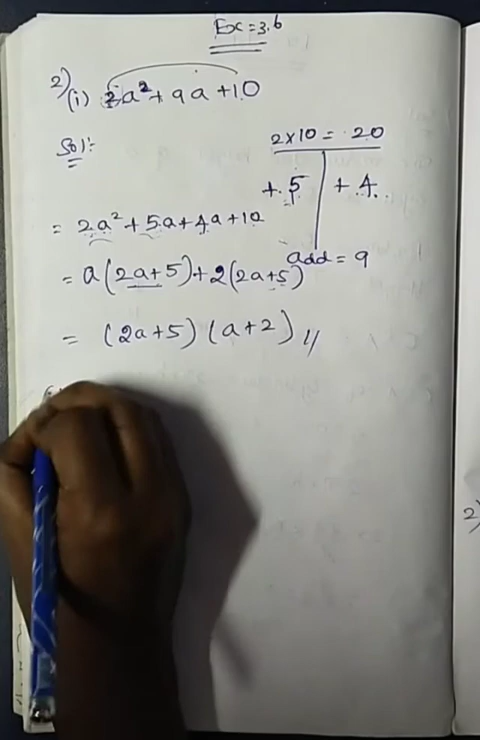 Ex = 3.6
2) (i) 2a² + 9a + 10
Sol:-
2×10 = 20
+5 | +4
add = 9
= 2a² + 5a + 4a + 10
= a(2a+5) + 2(2a+5)
= (2a+5) (a+2) //
2)